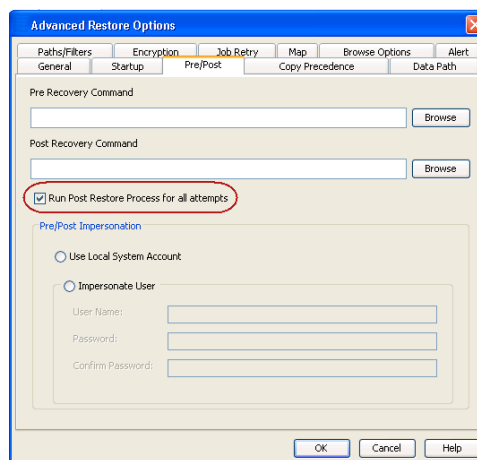 Advanced Restore Options
Paths/Filters Encryption Job Retry Map Browse Options Alert
General Startup Pre/Post Copy Precedence Data Path
Pre Recovery Command
Browse
Post Recovery Command
Browse
Run Post Restore Process for all attempts
Pre/Post Impersonation
Use Local System Account
Impersonate User
User Name:
Password:
Confirm Password:
OK Cancel Help